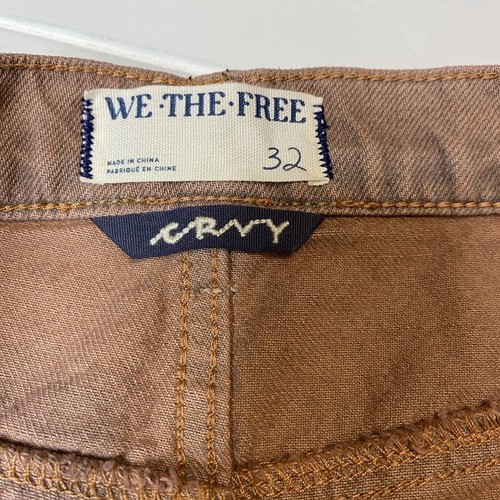 WE·THE·FREE
MADE IN CHINA
FABRIQUÉ EN CHINE
32
CRVY